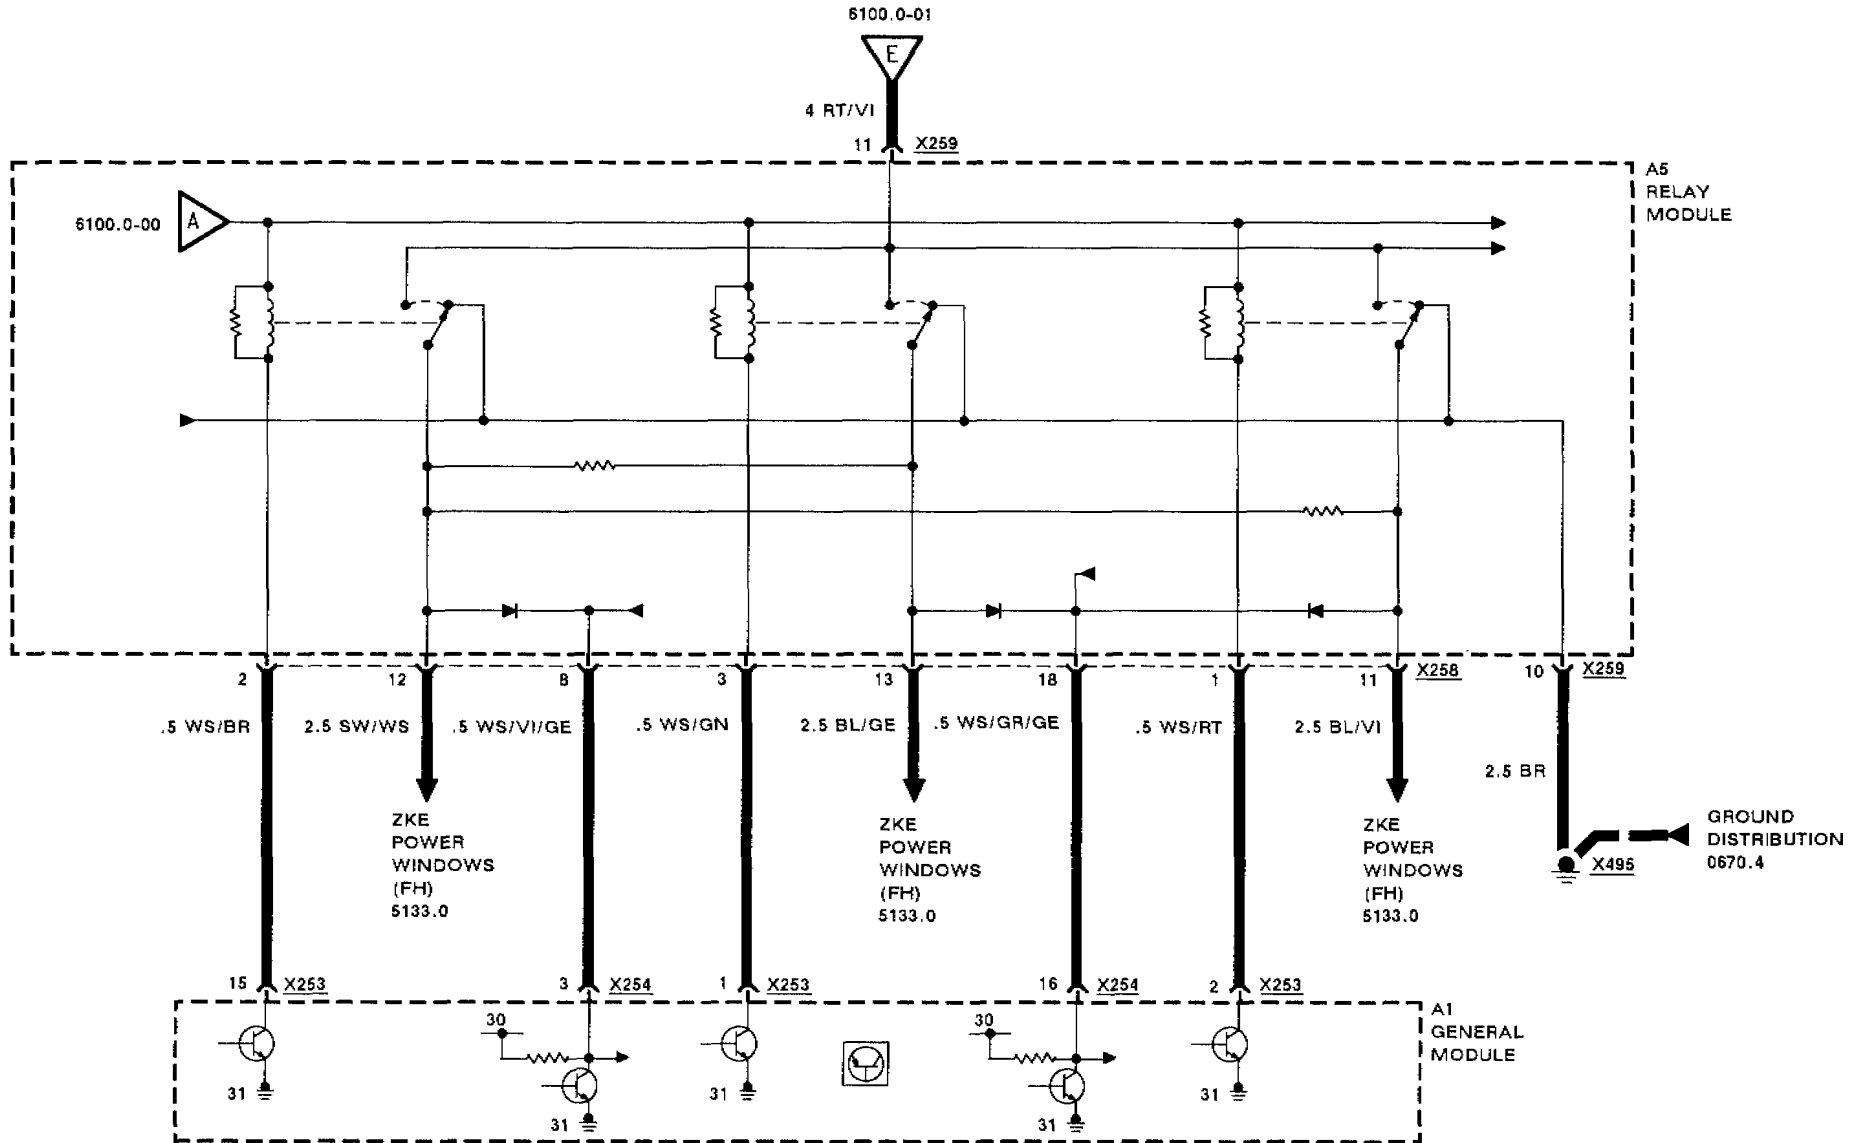 6100.0-01
E
4 RT/VI
11 X259
A5
RELAY
MODULE
6100.0-00
A
2
12
8
3
13
18
1
11 X258
10 X259
.5 WS/BR
2.5 SW/WS
.5 WS/VI/GE
.5 WS/GN
2.5 BL/GE
.5 WS/GR/GE
.5 WS/RT
2.5 BL/VI
2.5 BR
ZKE
POWER
WINDOWS
(FH)
5133.0
ZKE
POWER
WINDOWS
(FH)
5133.0
ZKE
POWER
WINDOWS
(FH)
5133.0
GROUND
DISTRIBUTION
0670.4
X495
15 X253
3 X254
1 X253
16 X254
2 X253
A1
GENERAL
MODULE
30
30
31
31
31
31
31